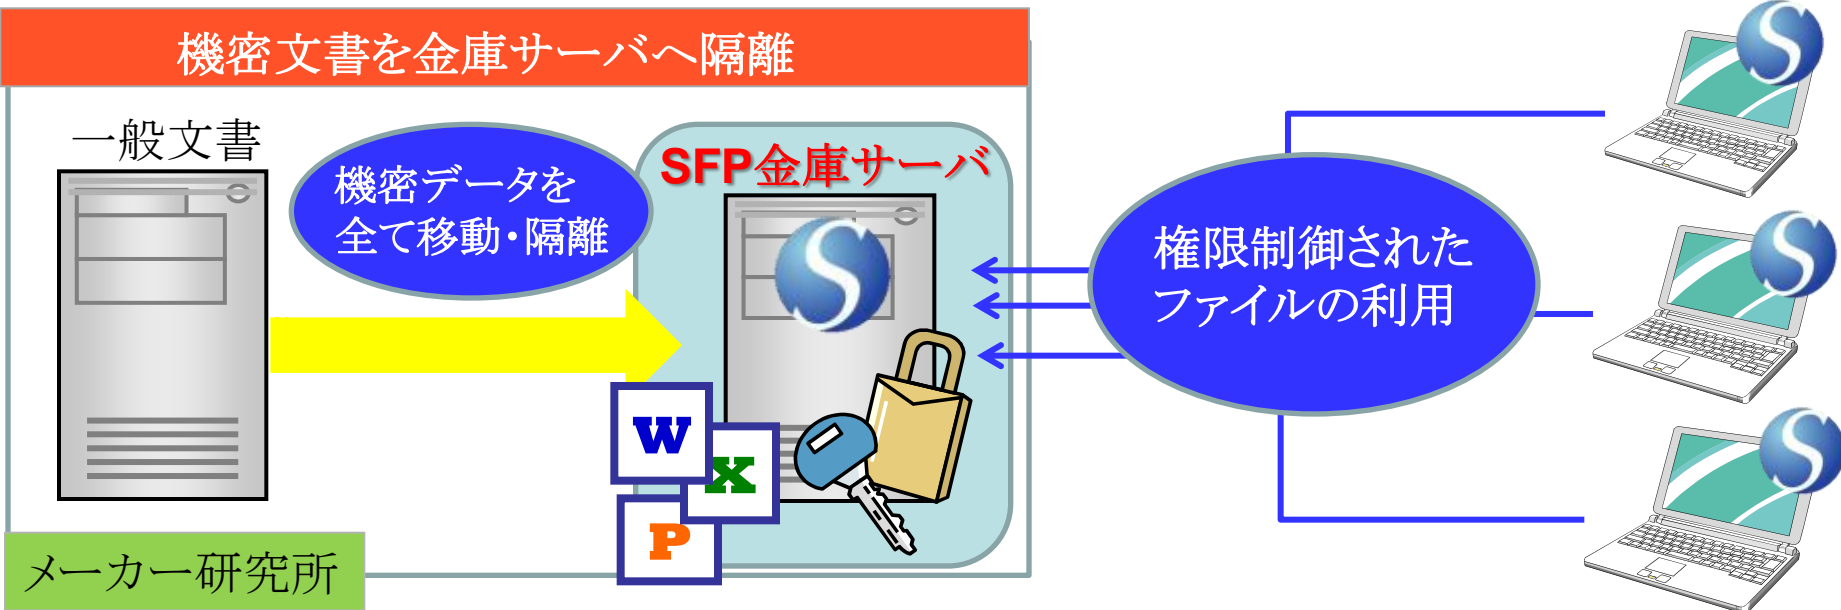 機密文書を金庫サーバへ隔離
一般文書
機密データを
全て移動・隔離
SFP金庫サーバ
権限制御された
ファイルの利用
W
X
P
メーカー研究所